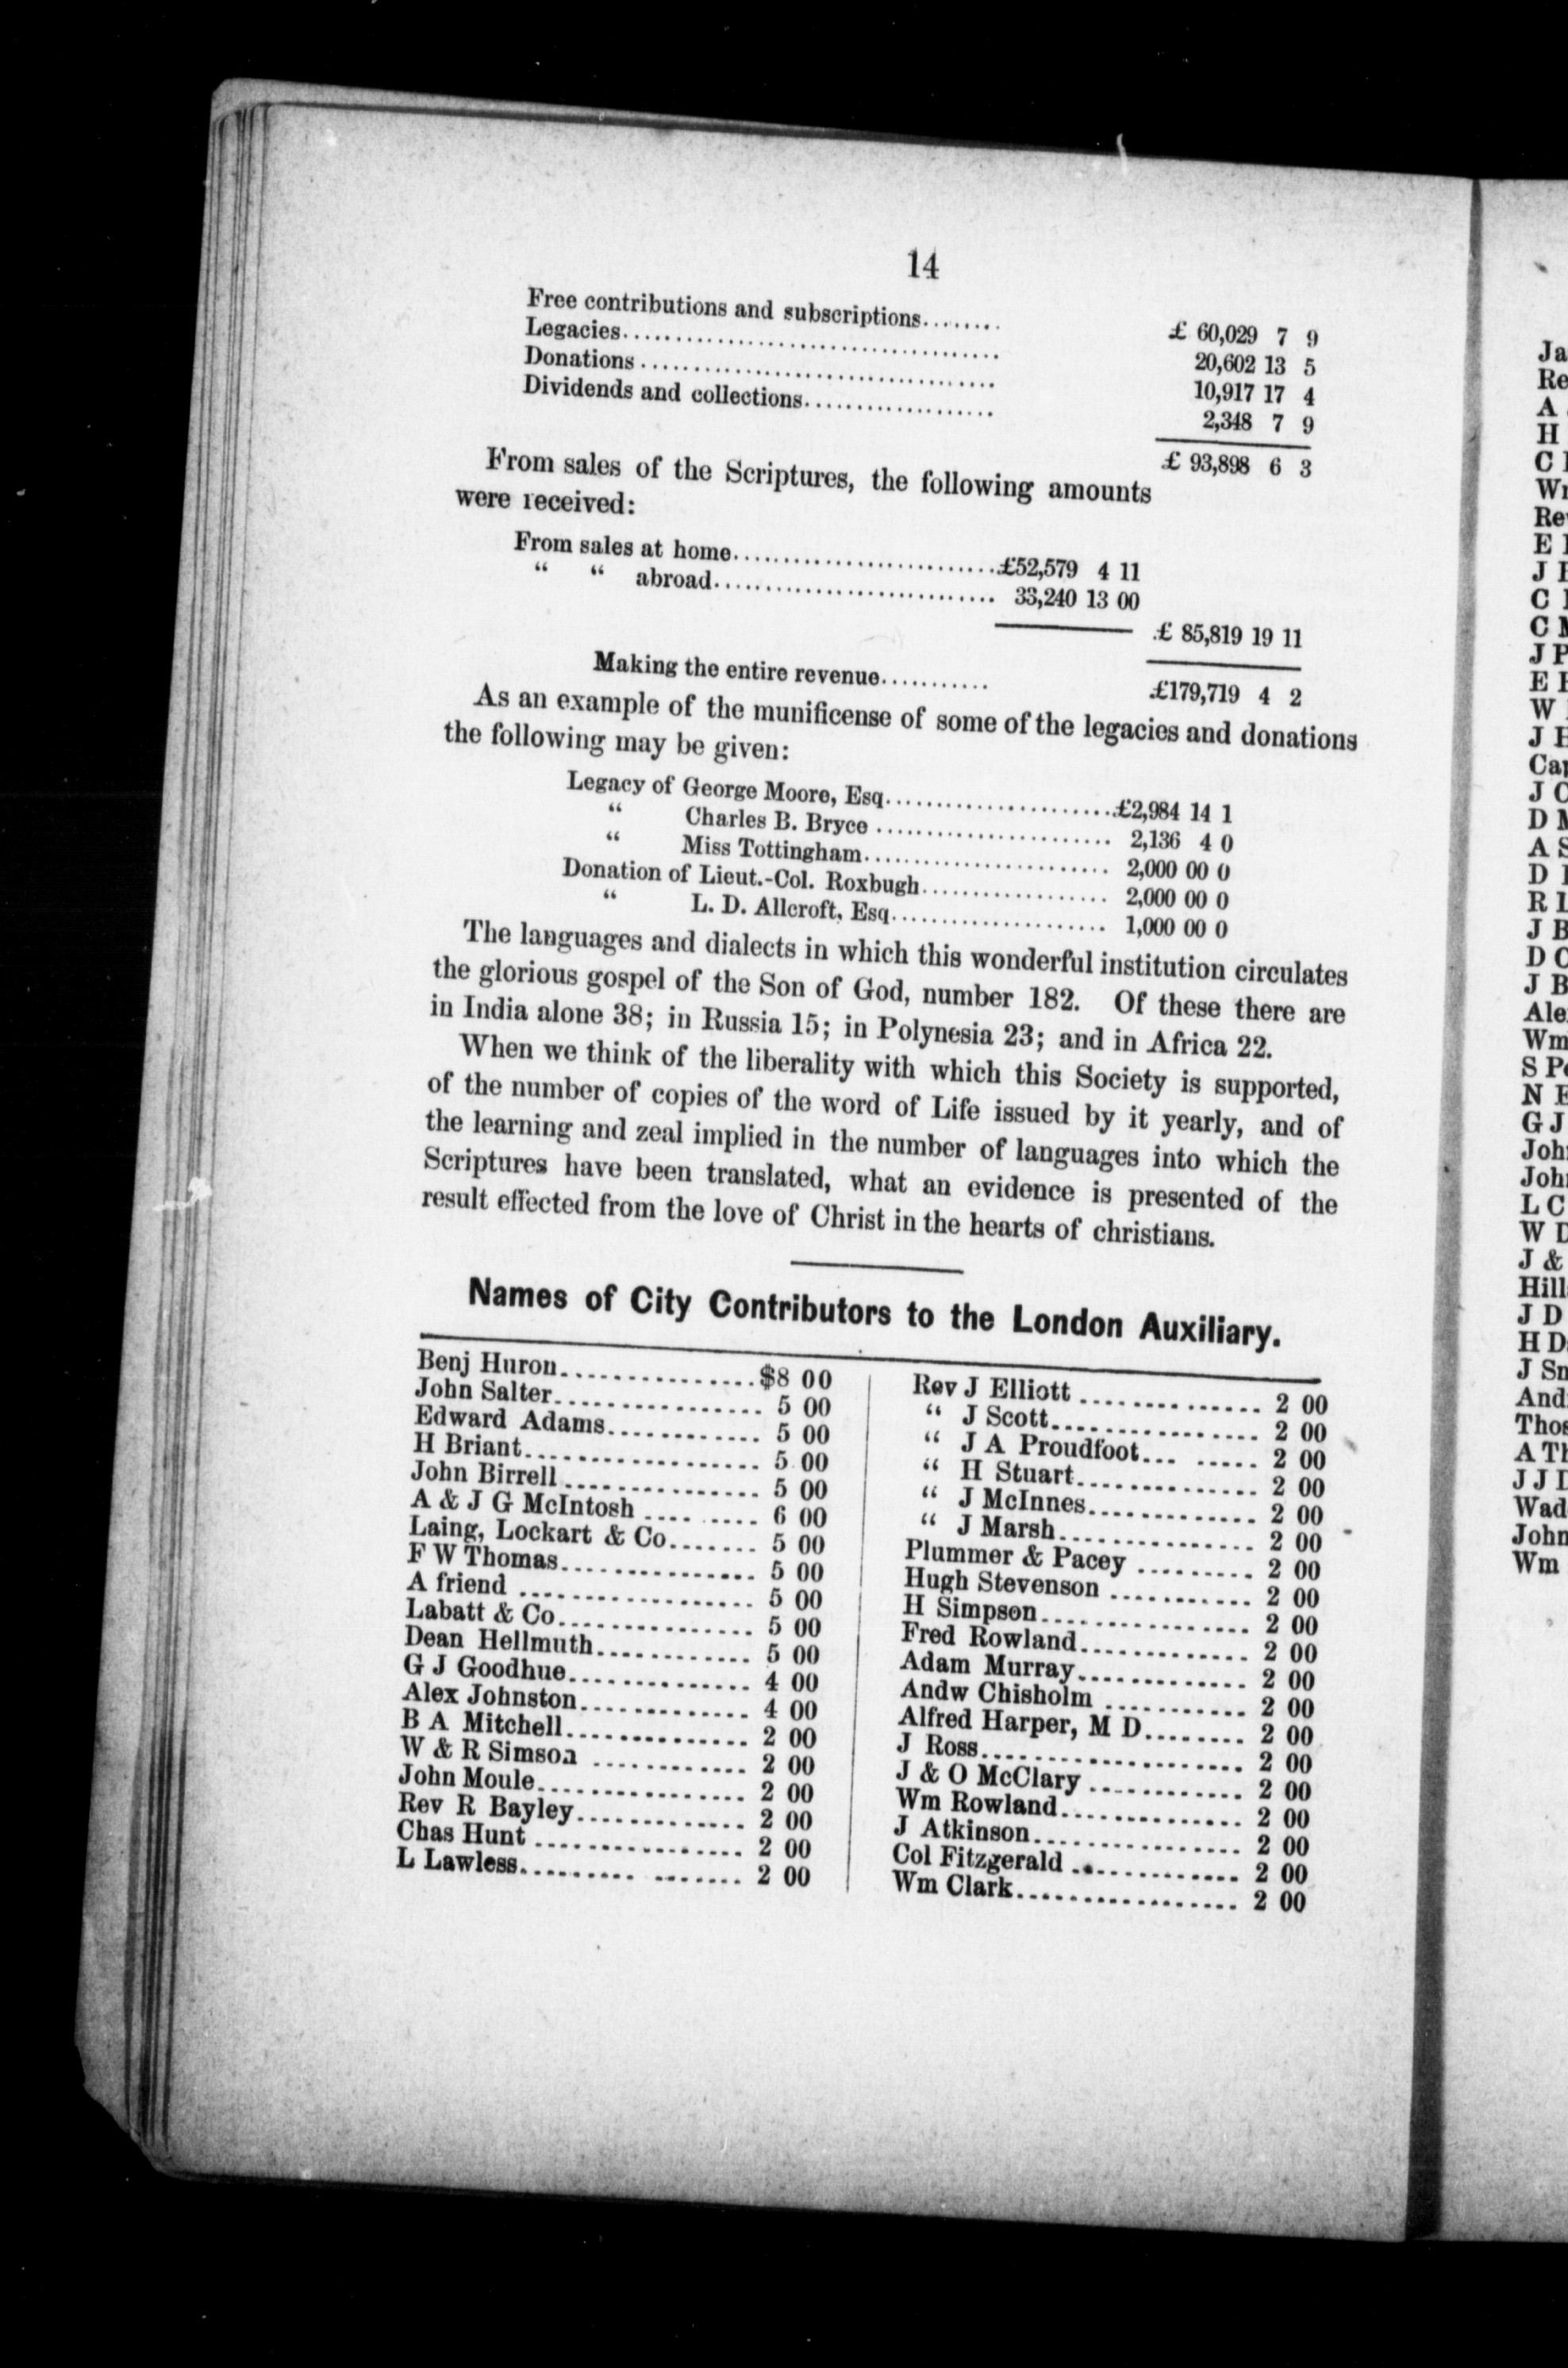 14
Free contributions and subscriptions........ £ 60,029 7 9
Legacies.................................... 20,602 13 5
Donations.................................. 10,917 17 4
Dividends and collections.................. 2,348 7 9
£ 93,898 6 3
From sales of the Scriptures, the following amounts
were received:
From sales at home..........................£52,579 4 11
“ “ abroad............................ 33,240 13 00
£ 85,819 19 11
Making the entire revenue........... £179,719 4 2
As an example of the munificense of some of the legacies and donations
the following may be given:
Legacy of George Moore, Esq.......................£2,984 14 1
“ Charles B. Bryce ....................... 2,136 4 0
“ Miss Tottingham........................ 2,000 00 0
Donation of Lieut.-Col. Roxbugh.................. 2,000 00 0
“ L. D. Allcroft, Esq..................... 1,000 00 0
The languages and dialects in which this wonderful institution circulates
the glorious gospel of the Son of God, number 182. Of these there are
in India alone 38; in Russia 15; in Polynesia 23; and in Africa 22.
When we think of the liberality with which this Society is supported,
of the number of copies of the word of Life issued by it yearly, and of
the learning and zeal implied in the number of languages into which the
Scriptures have been translated, what an evidence is presented of the
result effected from the love of Christ in the hearts of christians.
Names of City Contributors to the London Auxiliary.
Benj Huron...............$8 00
John Salter................ 5 00
Edward Adams............ 5 00
H Briant.................. 5 00
John Birrell............... 5 00
A & J G McIntosh .... ..... 6 00
Laing, Lockart & Co....... 5 00
F W Thomas............... 5 00
A friend .................. 5 00
Labatt & Co............... 5 00
Dean Hellmuth............ 5 00
G J Goodhue.............. 4 00
Alex Johnston............. 4 00
B A Mitchell.............. 2 00
W & R Simson ............ 2 00
John Moule................ 2 00
Rev R Bayley............. 2 00
Chas Hunt ................ 2 00
L Lawless......... ....... 2 00
Rev J Elliott .............. 2 00
“ J Scott................ 2 00
“ J A Proudfoot... ..... 2 00
“ H Stuart.............. 2 00
“ J McInnes............. 2 00
“ J Marsh............... 2 00
Plummer & Pacey ......... 2 00
Hugh Stevenson ........... 2 00
H Simpson................ 2 00
Fred Rowland............. 2 00
Adam Murray............. 2 00
Andw Chisholm ........... 2 00
Alfred Harper, M D........ 2 00
J Ross.................... 2 00
J & O McClary ............ 2 00
Wm Rowland.............. 2 00
J Atkinson................ 2 00
Col Fitzgerald ............. 2 00
Wm Clark................. 2 00